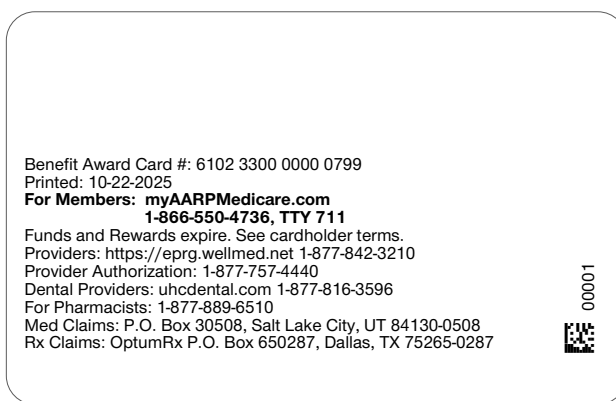 Benefit Award Card #: 6102 3300 0000 0799
Printed: 10-22-2025
For Members: myAARPMedicare.com
1-866-550-4736, TTY 711
Funds and Rewards expire. See cardholder terms.
Providers: https://eprg.wellmed.net 1-877-842-3210
Provider Authorization: 1-877-757-4440
Dental Providers: uhcdental.com 1-877-816-3596
For Pharmacists: 1-877-889-6510
Med Claims: P.O. Box 30508, Salt Lake City, UT 84130-0508
Rx Claims: OptumRx P.O. Box 650287, Dallas, TX 75265-0287
00001